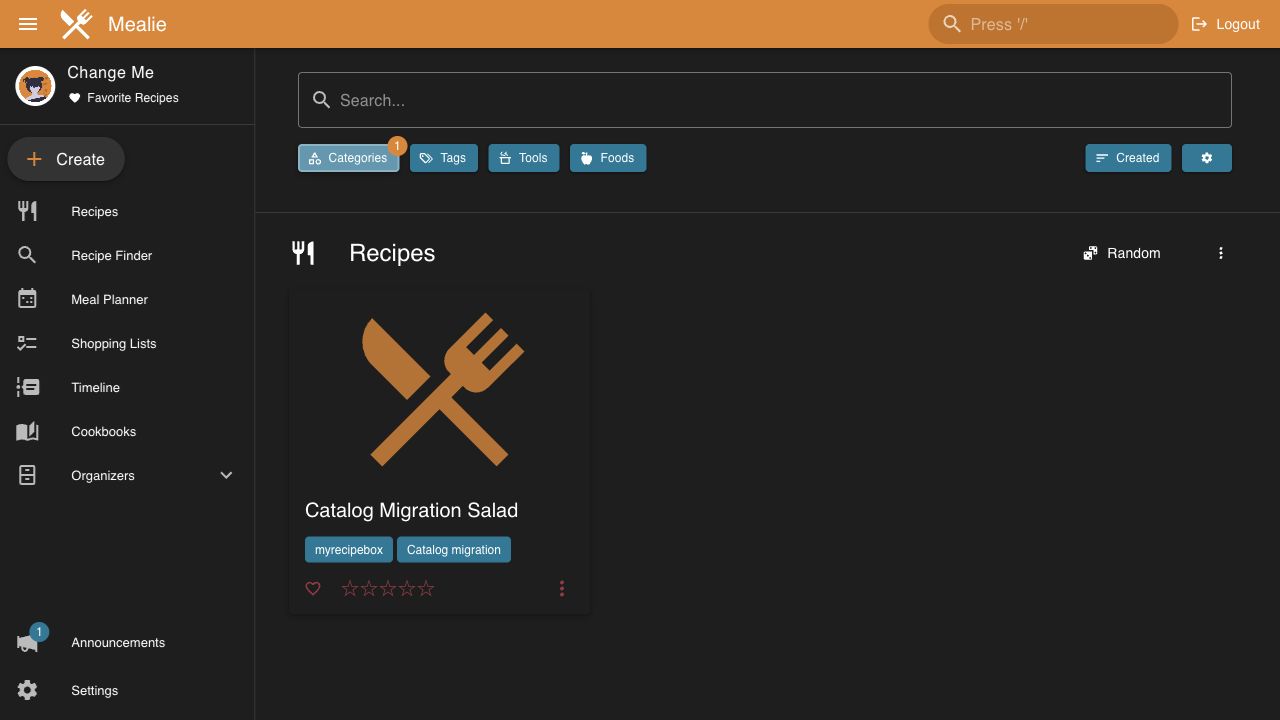 Mealie
Press '/'
Logout
Change Me
Favorite Recipes
Create
Recipes
Recipe Finder
Meal Planner
Shopping Lists
Timeline
Cookbooks
Organizers
1
Announcements
Settings
Search...
Categories
1
Tags
Tools
Foods
Created
Recipes
Random
Catalog Migration Salad
myrecipebox
Catalog migration